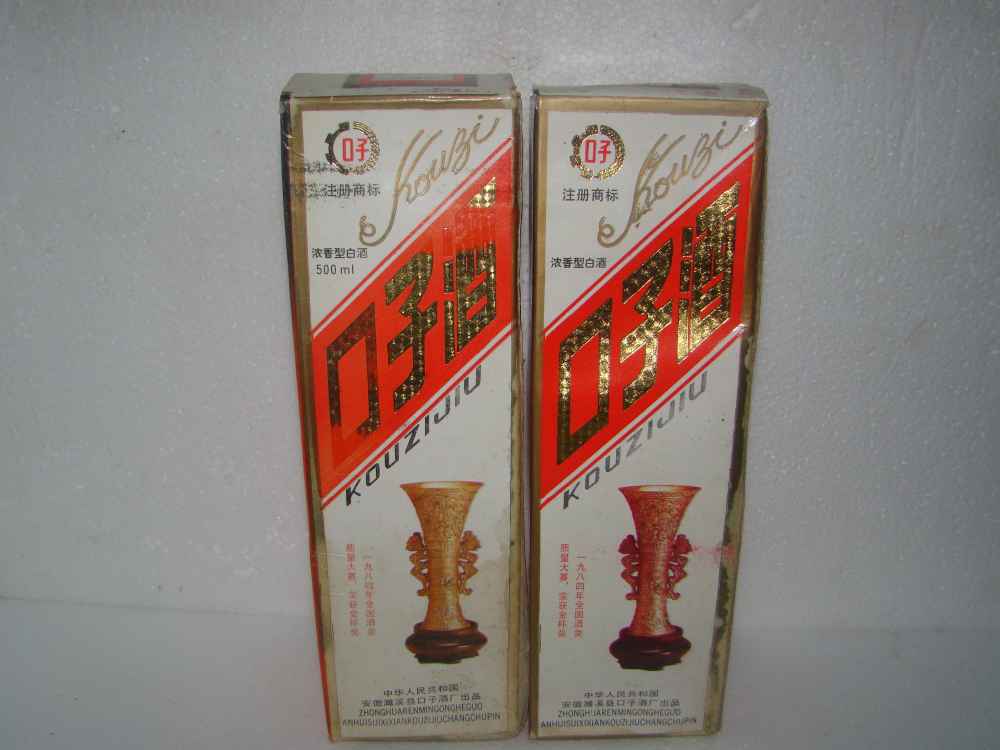 口子
Kouzi
注册商标
浓香型白酒
500ml
口子酒
KOUZIJIU
一九八四年全国酒类
质量大赛,荣获金杯奖
中华人民共和国
安徽濉溪县口子酒厂出品
ZHONGHUARENMINGONGHEGUO
ANHUISUIXIXIANKOUZIJIUCHANGCHUPIN
口子
Kouzi
注册商标
浓香型白酒
口子酒
KOUZIJIU
一九八四年全国酒类
质量大赛,荣获金杯奖
中华人民共和国
安徽濉溪县口子酒厂出品
ZHONGHUARENMINGONGHEGUO
ANHUISUIXIXIANKOUZIJIUCHANGCHUPIN